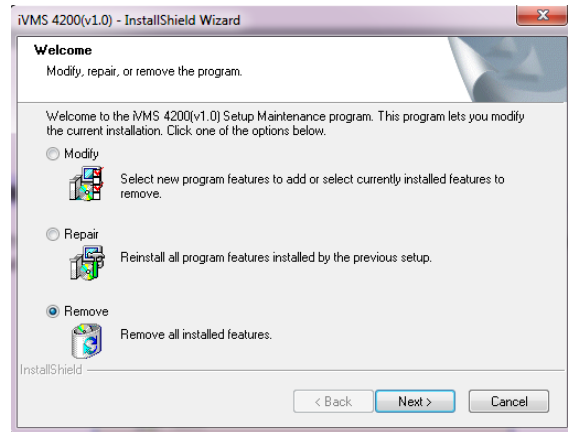 iVMS 4200(v1.0) - InstallShield Wizard
Welcome
Modify, repair, or remove the program.
Welcome to the iVMS 4200(v1.0) Setup Maintenance program. This program lets you modify
the current installation. Click one of the options below.
Modify
Select new program features to add or select currently installed features to
remove.
Repair
Reinstall all program features installed by the previous setup.
Remove
Remove all installed features.
InstallShield
< Back Next > Cancel